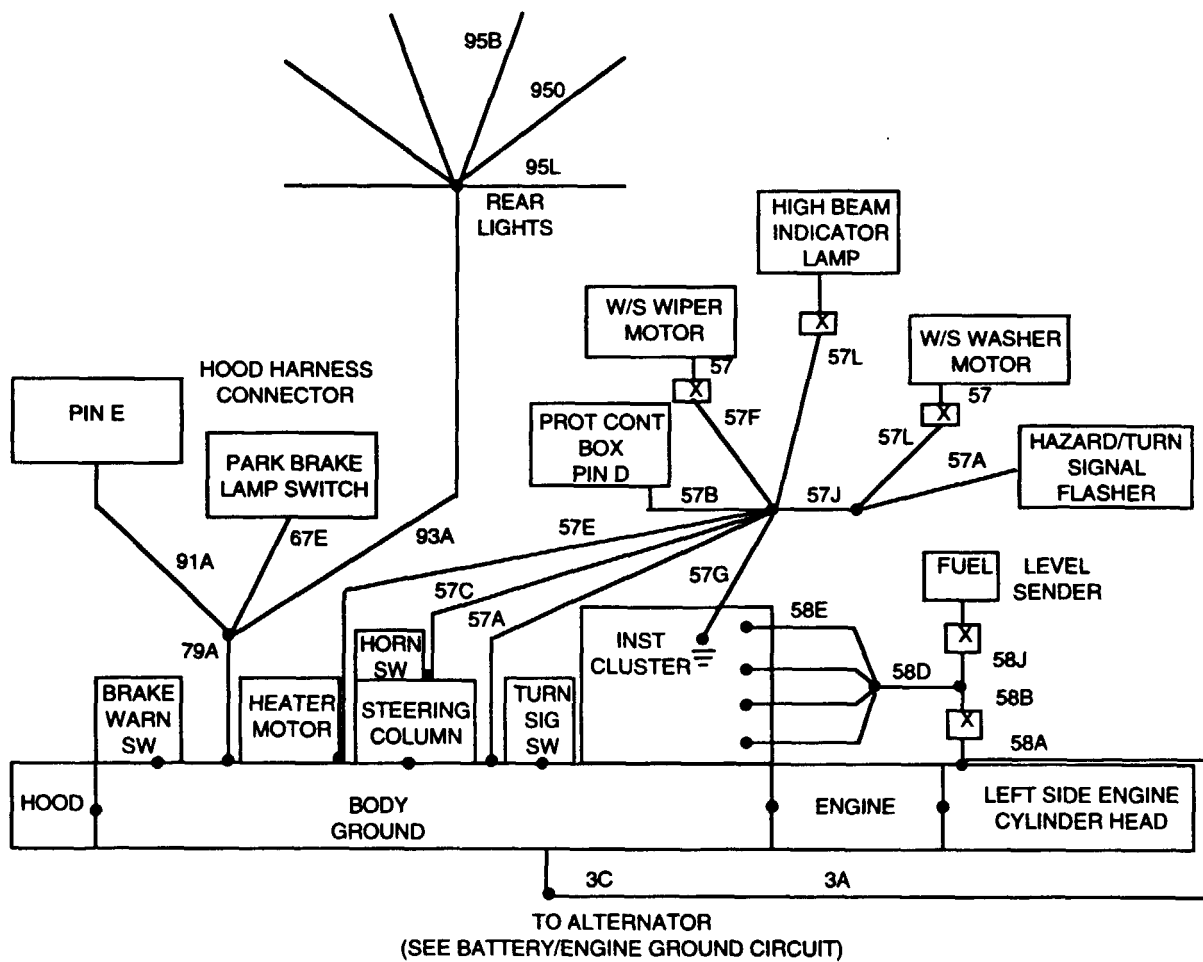 95B
950
95L
REAR
LIGHTS
HIGH BEAM
INDICATOR
LAMP
X
57L
W/S WIPER
MOTOR
57
X
57F
W/S WASHER
MOTOR
57
X
57L
HOOD HARNESS
CONNECTOR
PIN E
PARK BRAKE
LAMP SWITCH
PROT CONT
BOX
PIN D
57B
57J
57A
HAZARD/TURN
SIGNAL
FLASHER
91A
67E
93A
57E
57C
57A
57G
79A
FUEL
LEVEL
SENDER
X
58J
58E
58D
58B
X
58A
BRAKE
WARN
SW
HEATER
MOTOR
HORN
SW
STEERING
COLUMN
TURN
SIG
SW
INST
CLUSTER
HOOD
BODY
GROUND
ENGINE
LEFT SIDE ENGINE
CYLINDER HEAD
3C
3A
TO ALTERNATOR
(SEE BATTERY/ENGINE GROUND CIRCUIT)